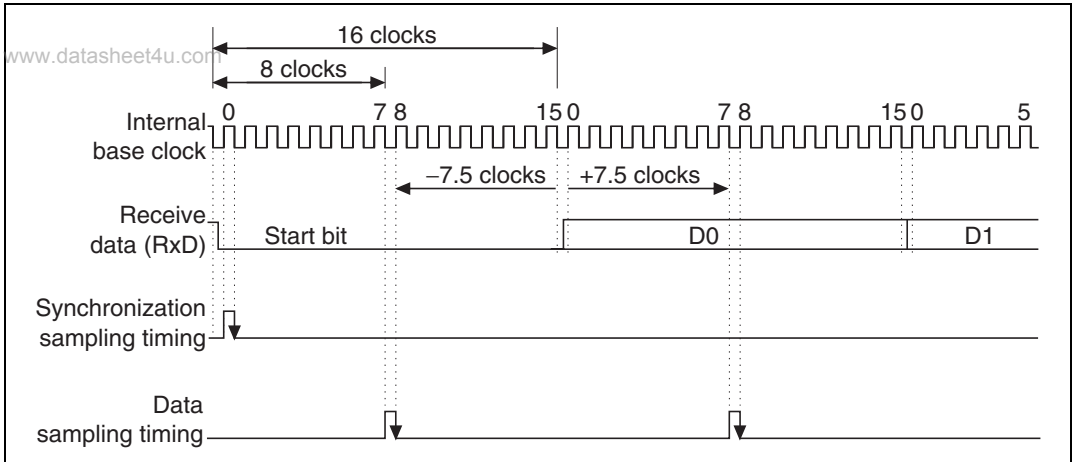 16 clocks
www.datasheet4u.com
8 clocks
0 7 8 15 0 7 8 15 0 5
Internal
base clock
–7.5 clocks +7.5 clocks
Receive
data (RxD)
Start bit D0 D1
Synchronization
sampling timing
Data
sampling timing